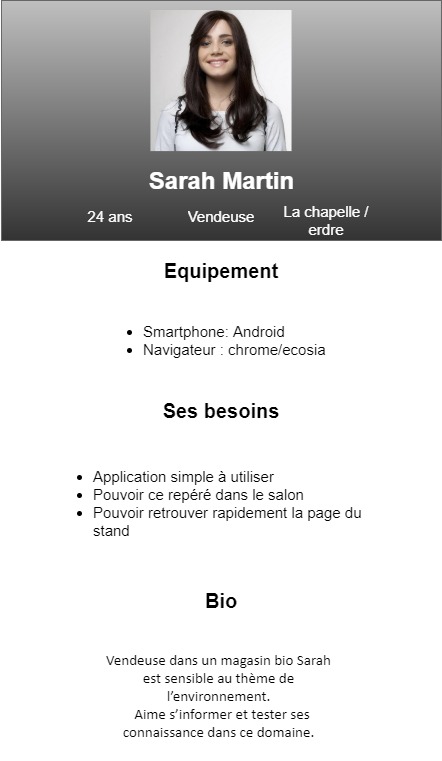 Sarah Martin
24 ans
Vendeuse
La chapelle /
erdre
Equipement
• Smartphone: Android
• Navigateur : chrome/ecosia
Ses besoins
• Application simple à utiliser
• Pouvoir ce repéré dans le salon
• Pouvoir retrouver rapidement la page du
stand
Bio
Vendeuse dans un magasin bio Sarah
est sensible au thème de
l’environnement.
Aime s’informer et tester ses
connaissance dans ce domaine.